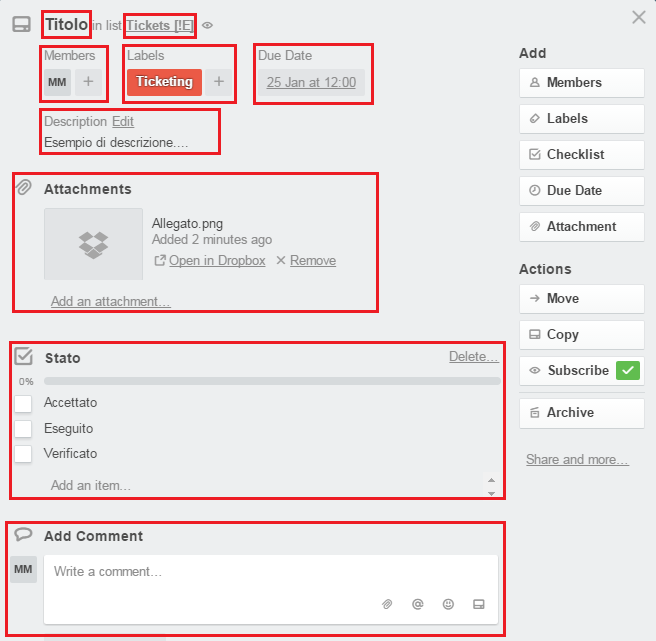 Titolo in list Tickets [!E]
Members Labels Due Date
MM + Ticketing + 25 Jan at 12:00
Description Edit
Esempio di descrizione....
Attachments
Allegato.png
Added 2 minutes ago
Open in Dropbox Remove
Add an attachment...
Stato Delete...
0%
Accettato
Eseguito
Verificato
Add an item...
Add Comment
MM
Write a comment...
Add
Members
Labels
Checklist
Due Date
Attachment
Actions
Move
Copy
Subscribe
Archive
Share and more...